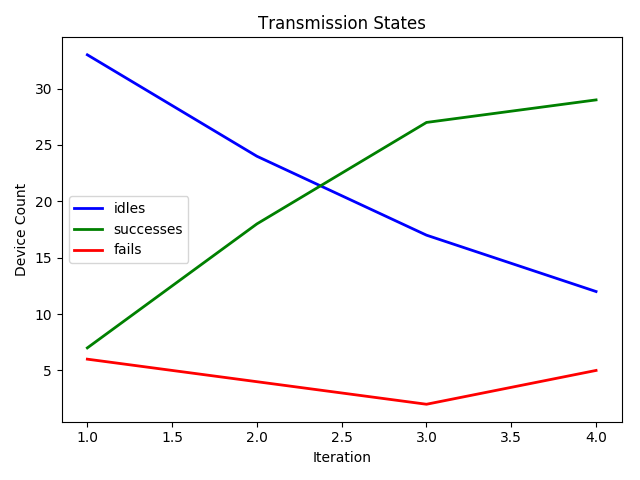 Transmission States
Device Count
30
25
20
15
10
5
idles
successes
fails
1.0 1.5 2.0 2.5 3.0 3.5 4.0
Iteration